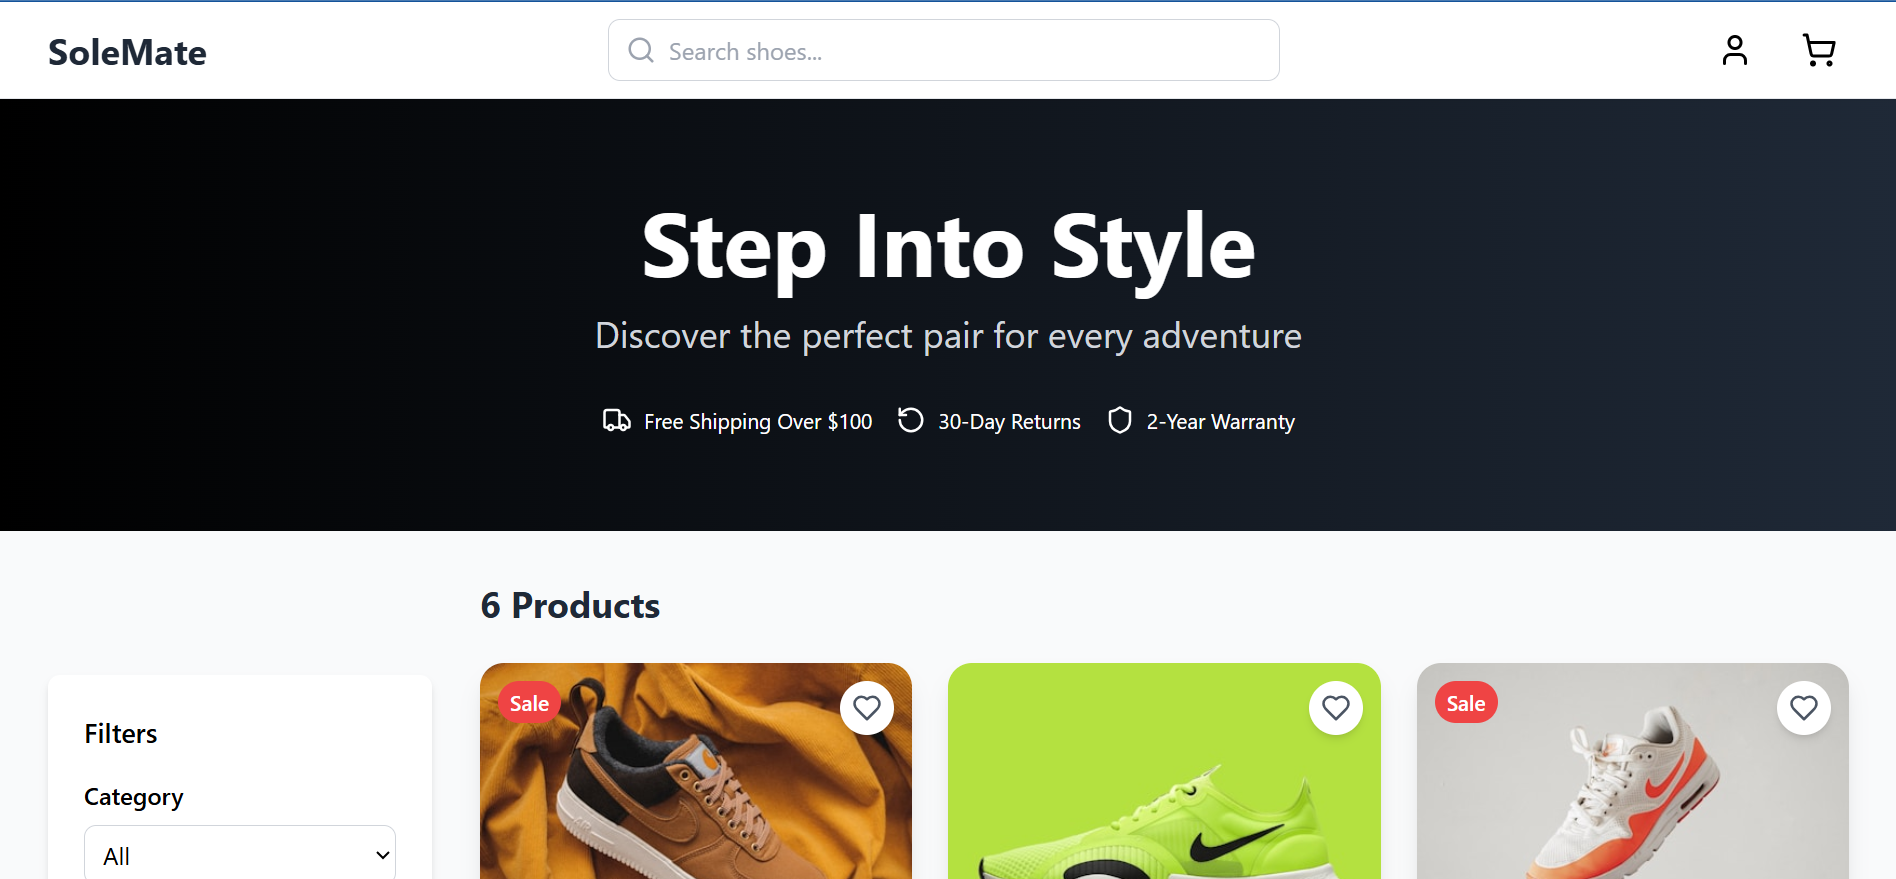 SoleMate
Search shoes...
Step Into Style
Discover the perfect pair for every adventure
Free Shipping Over $100
30-Day Returns
2-Year Warranty
6 Products
Filters
Category
All
Sale
Sale